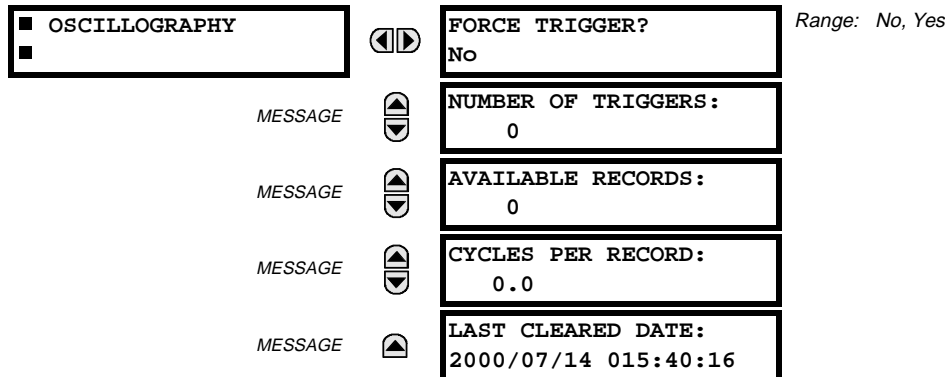 OSCILLOGRAPHY
FORCE TRIGGER?
No
Range: No, Yes
MESSAGE
NUMBER OF TRIGGERS:
0
MESSAGE
AVAILABLE RECORDS:
0
MESSAGE
CYCLES PER RECORD:
0.0
MESSAGE
LAST CLEARED DATE:
2000/07/14 015:40:16